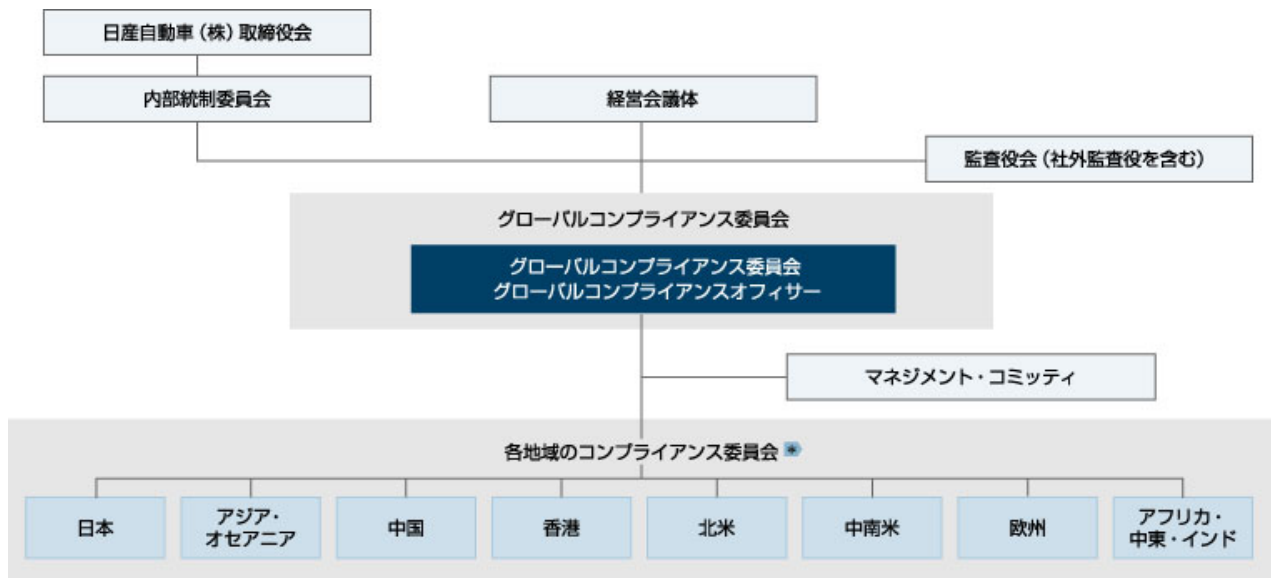 日産自動車(株)取締役会
内部統制委員会
経営会議体
監査役会(社外監査役を含む)
グローバルコンプライアンス委員会
グローバルコンプライアンス委員会
グローバルコンプライアンスオフィサー
マネジメント・コミッティ
各地域のコンプライアンス委員会 *
日本
アジア・
オセアニア
中国
香港
北米
中南米
欧州
アフリカ・
中東・インド